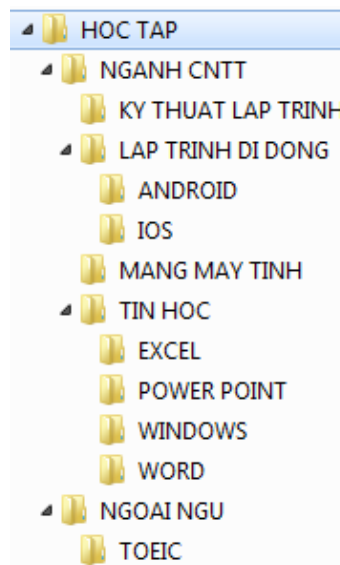 HOC TAP
NGANH CNTT
KY THUAT LAP TRINH
LAP TRINH DI DONG
ANDROID
IOS
MANG MAY TINH
TIN HOC
EXCEL
POWER POINT
WINDOWS
WORD
NGOAI NGU
TOEIC